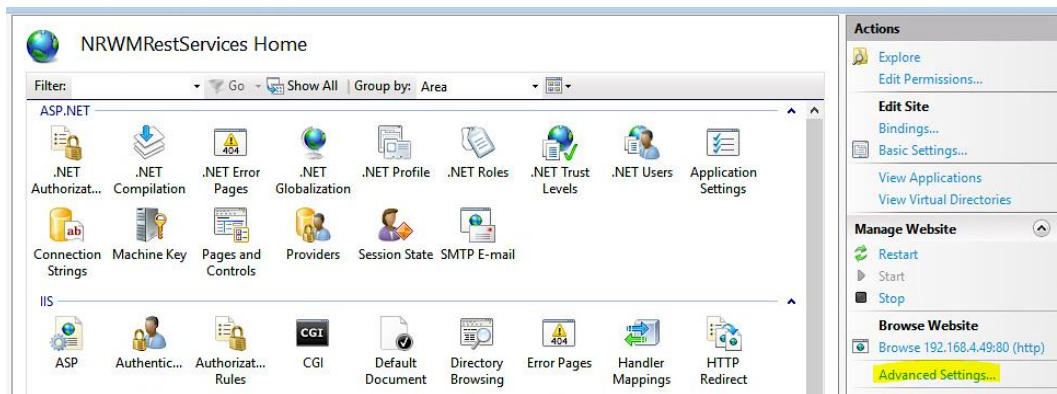 NRWMRestServices Home
Filter: Go Show All Group by: Area
ASP.NET
.NET Authorizat...
.NET Compilation
.NET Error Pages
.NET Globalization
.NET Profile
.NET Roles
.NET Trust Levels
.NET Users
Application Settings
Connection Strings
Machine Key
Pages and Controls
Providers
Session State
SMTP E-mail
IIS
ASP
Authentic...
Authorizat... Rules
CGI
Default Document
Directory Browsing
Error Pages
Handler Mappings
HTTP Redirect
Actions
Explore
Edit Permissions...
Edit Site
Bindings...
Basic Settings...
View Applications
View Virtual Directories
Manage Website
Restart
Start
Stop
Browse Website
Browse 192.168.4.49:80 (http)
Advanced Settings...